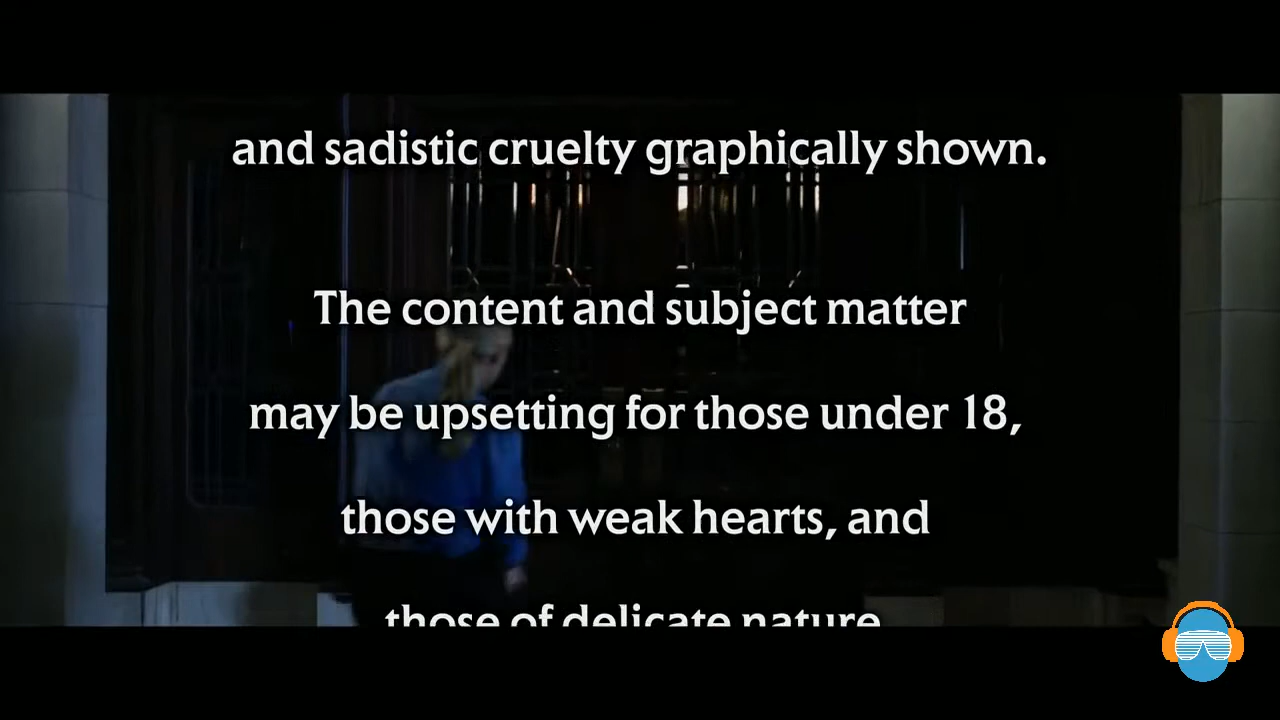 and sadistic cruelty graphically shown.
The content and subject matter
may be upsetting for those under 18,
those with weak hearts, and
those of delicate nature